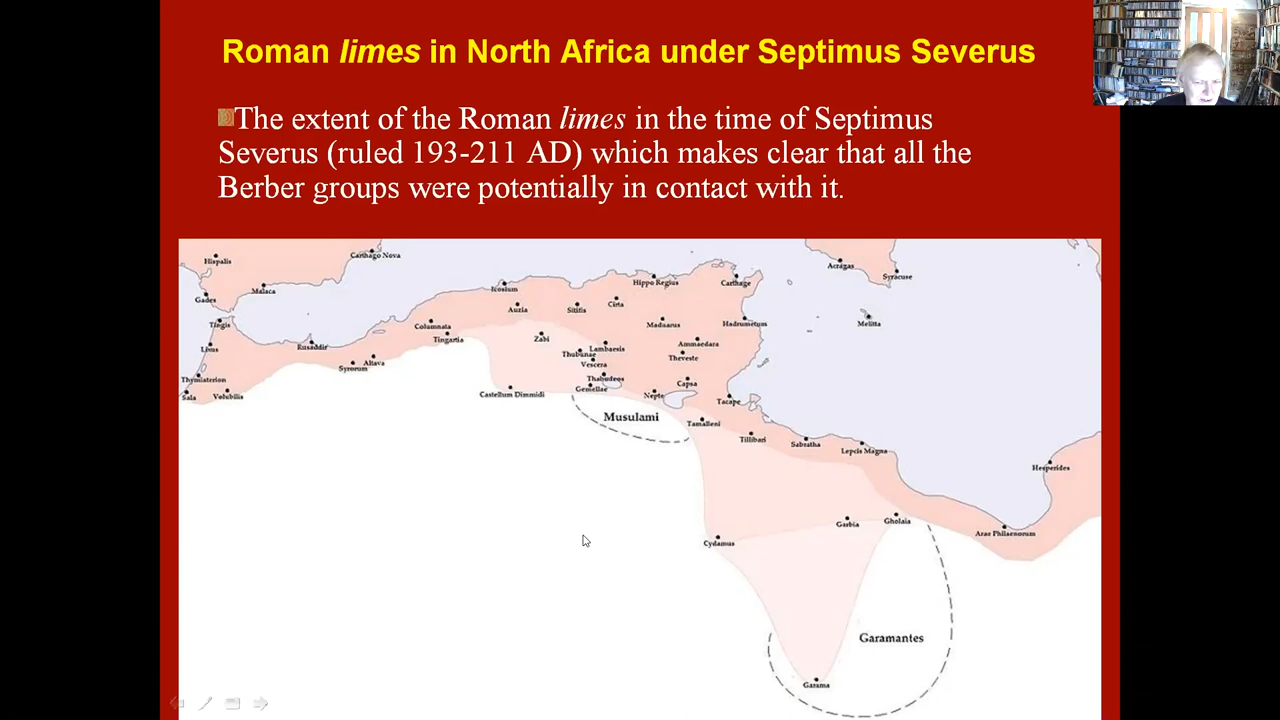 Roman limes in North Africa under Septimus Severus
The extent of the Roman limes in the time of Septimus
Severus (ruled 193-211 AD) which makes clear that all the
Berber groups were potentially in contact with it.
Hispalis
Carthago Nova
Gades
Malaca
Tingis
Lixus
Rusaddir
Thymiaterion
Sala
Volubilis
Syrorum
Altava
Columnata
Tingartia
Icosium
Auzia
Sitifis
Cirta
Hippo Regius
Carthage
Zabi
Madaurus
Hadrumetum
Thubunae
Lambaesis
Vescera
Ammaedara
Theveste
Thabudeos
Gemellae
Castellum Dimmidi
Capsa
Nepte
Tacape
Musulami
Tamalleni
Tillibari
Sabratha
Lepcis Magna
Acragas
Syracuse
Melitta
Hesperides
Garbia
Gholaia
Arae Philaenorum
Cydamus
Garamantes
Garama